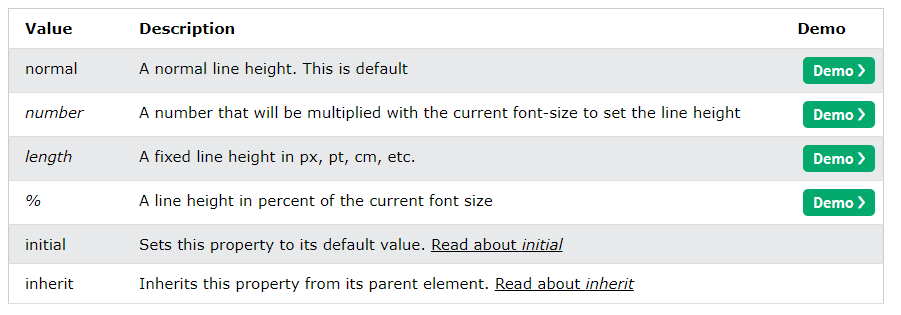 Value Description Demo
normal A normal line height. This is default Demo ❯
number A number that will be multiplied with the current font-size to set the line height Demo ❯
length A fixed line height in px, pt, cm, etc. Demo ❯
% A line height in percent of the current font size Demo ❯
initial Sets this property to its default value. Read about initial
inherit Inherits this property from its parent element. Read about inherit